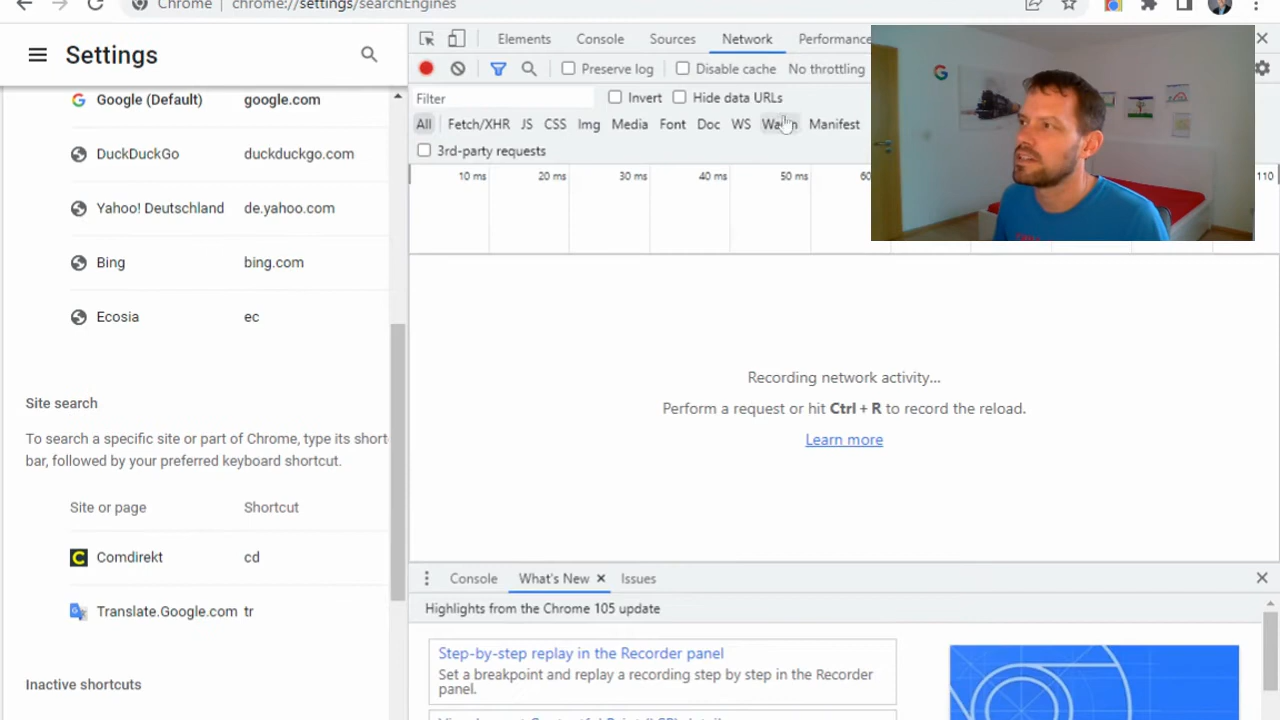 Chrome | chrome://settings/searchEngines
Settings
Google (Default) google.com
DuckDuckGo duckduckgo.com
Yahoo! Deutschland de.yahoo.com
Bing bing.com
Ecosia ec
Site search
To search a specific site or part of Chrome, type its short
bar, followed by your preferred keyboard shortcut.
Site or page Shortcut
Comdirekt cd
Translate.Google.com tr
Inactive shortcuts
Elements Console Sources Network Performance
Preserve log Disable cache No throttling
Filter Invert Hide data URLs
All Fetch/XHR JS CSS Img Media Font Doc WS Manifest
3rd-party requests
10 ms 20 ms 30 ms 40 ms 50 ms 110
Recording network activity...
Perform a request or hit Ctrl + R to record the reload.
Learn more
Console What's New Issues
Highlights from the Chrome 105 update
Step-by-step replay in the Recorder panel
Set a breakpoint and replay a recording step by step in the Recorder
panel.